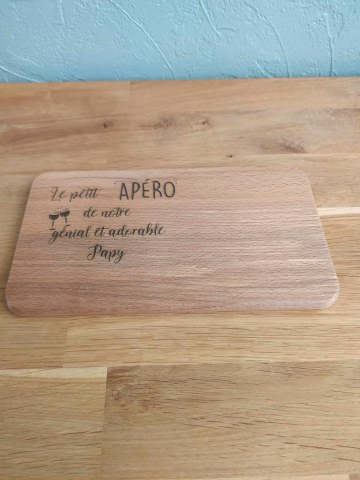 Le petit APÉRO
de notre
génial et adorable
Papy